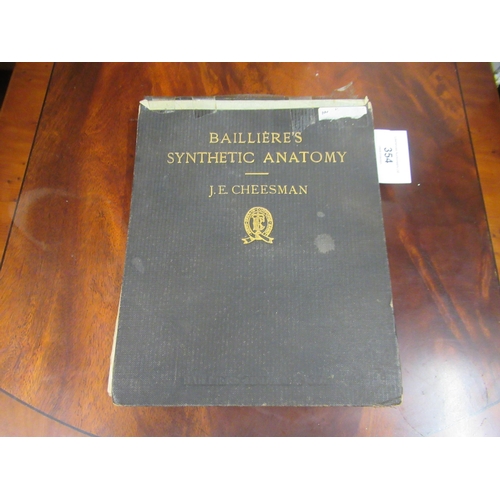 BAILLIÈRE'S
SYNTHETIC ANATOMY
J. E. CHEESMAN
354